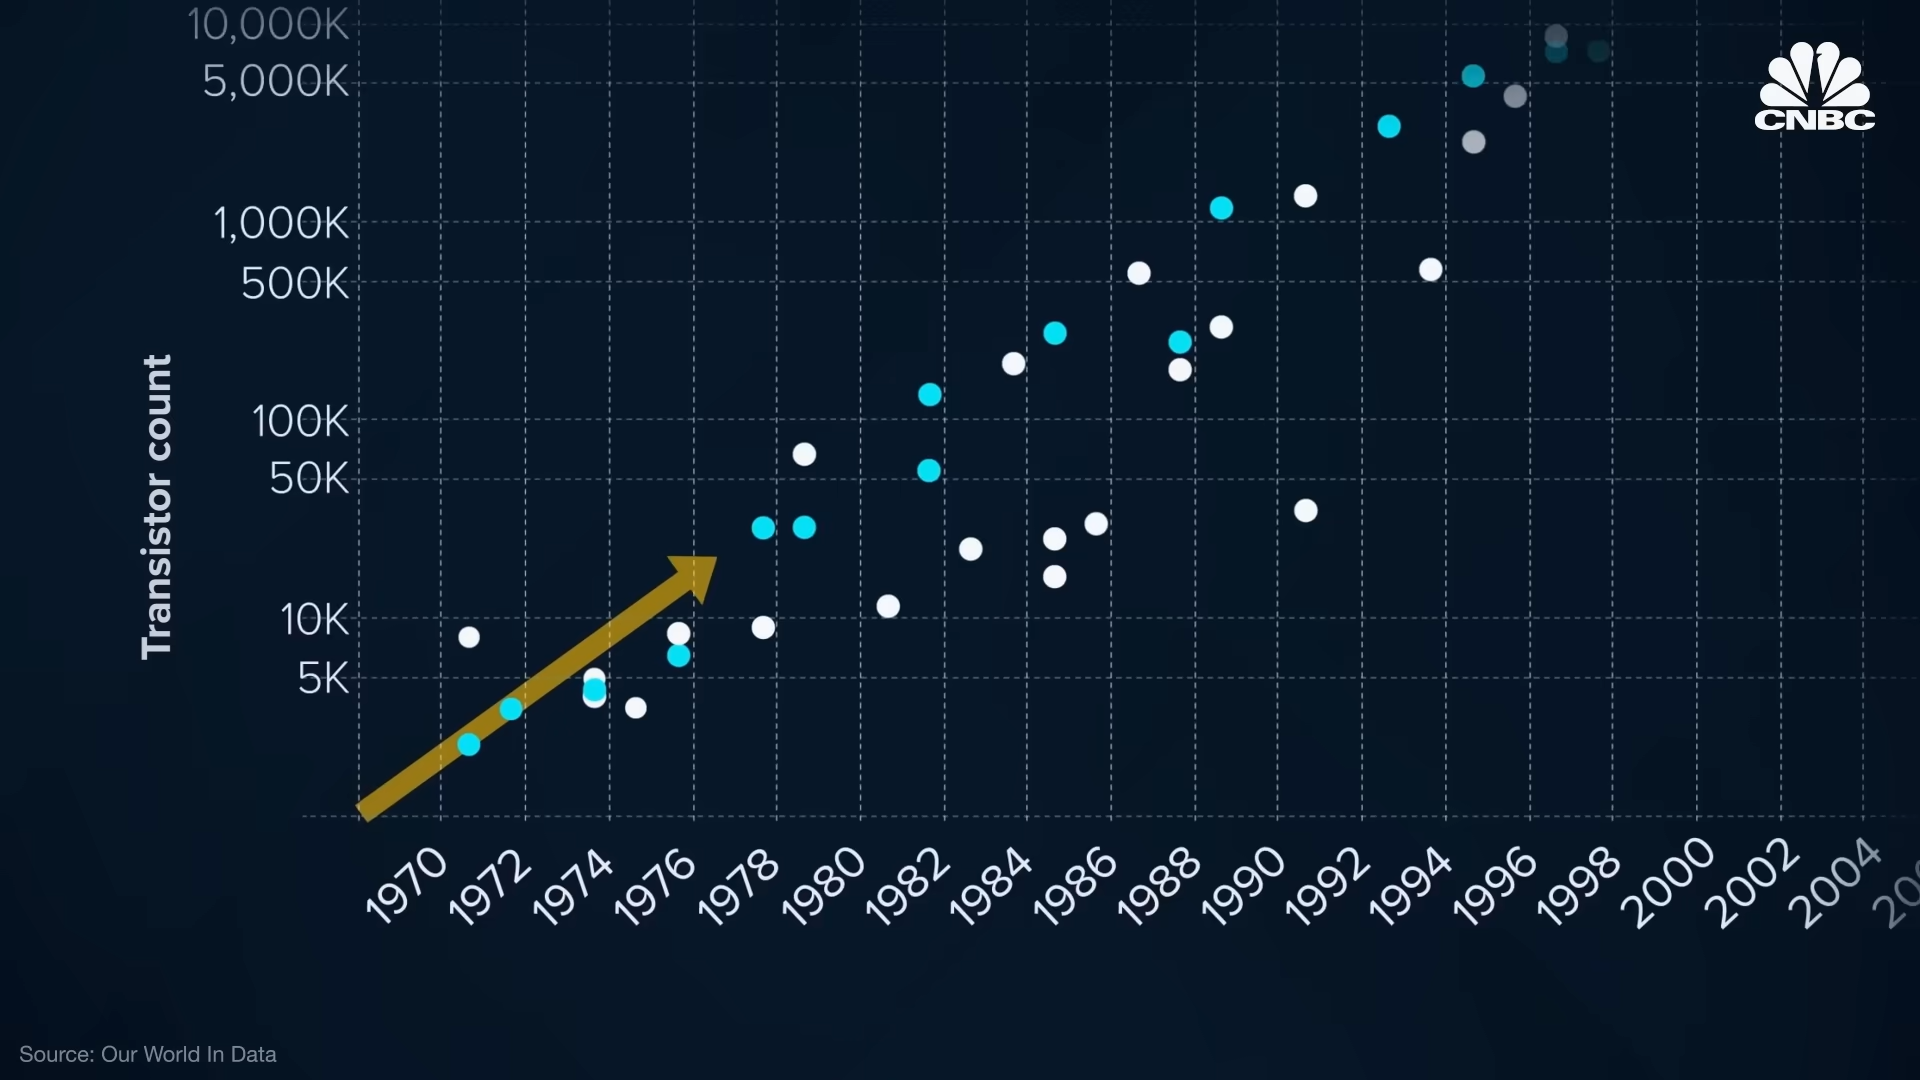 10,000K
5,000K
CNBC
1,000K
500K
100K
50K
10K
5K
Transistor count
1970
1972
1974
1976
1978
1980
1982
1984
1986
1988
1990
1992
1994
1996
1998
2000
2002
2004
Source: Our World In Data